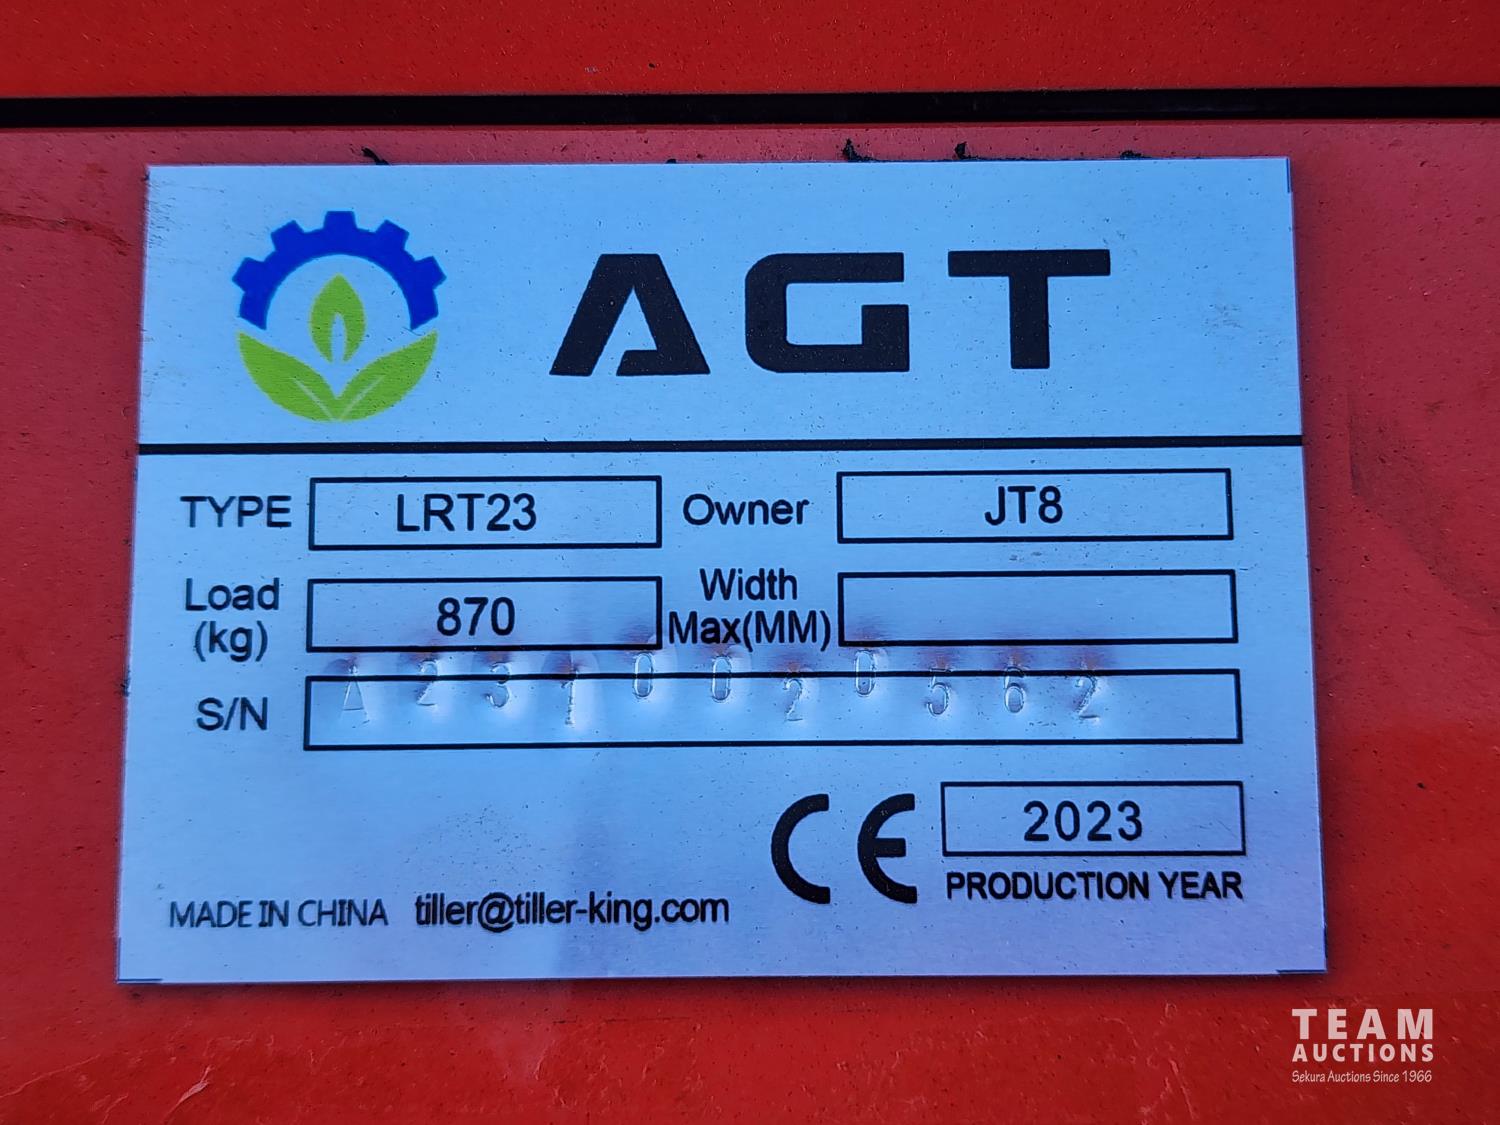 AGT
TYPE LRT23 Owner JT8
Load (kg) 870 Width Max(MM)
S/N A2310020562
CE 2023
PRODUCTION YEAR
MADE IN CHINA tiller@tiller-king.com
TEAM
AUCTIONS
Sekura Auctions Since 1966